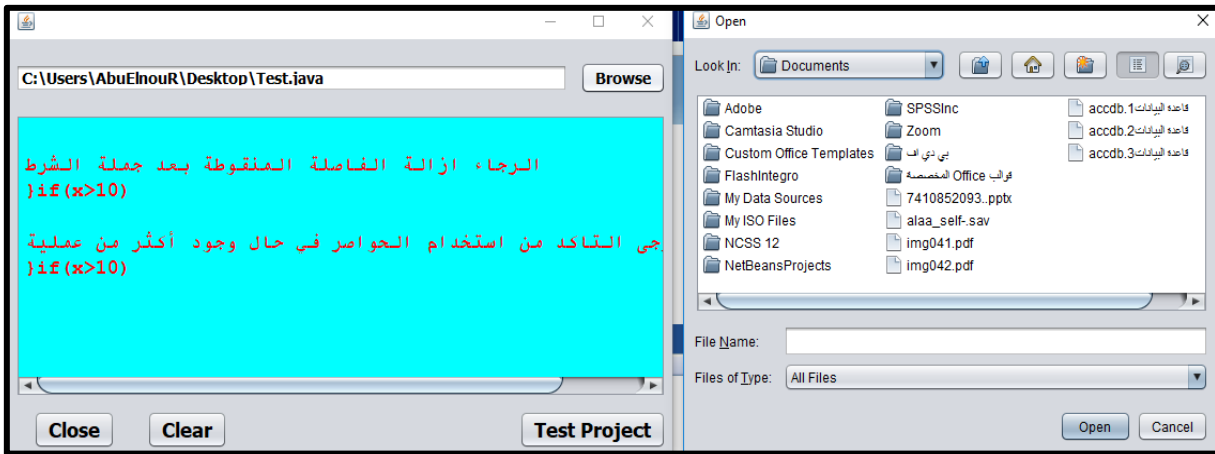 C:\Users\AbuElnouR\Desktop\Test.java
Browse
الرجاء ازالة الفاصلة المنقوطة بعد جملة الشرط
}if(x>10)
التاكد من استخدام الحواصر في حال وجود أكثر من عملية
}if(x>10)
Close
Clear
Test Project
Open
Look In:
Documents
Adobe
Camtasia Studio
Custom Office Templates
FlashIntegro
My Data Sources
My ISO Files
NCSS 12
NetBeansProjects
SPSSInc
Zoom
بي دي اف
قوالب Office المخصصة
7410852093..pptx
alaa_self-.sav
img041.pdf
img042.pdf
قاعده البيانات1.accdb
قاعده البيانات2.accdb
قاعده البيانات3.accdb
File Name:
Files of Type:
All Files
Open
Cancel